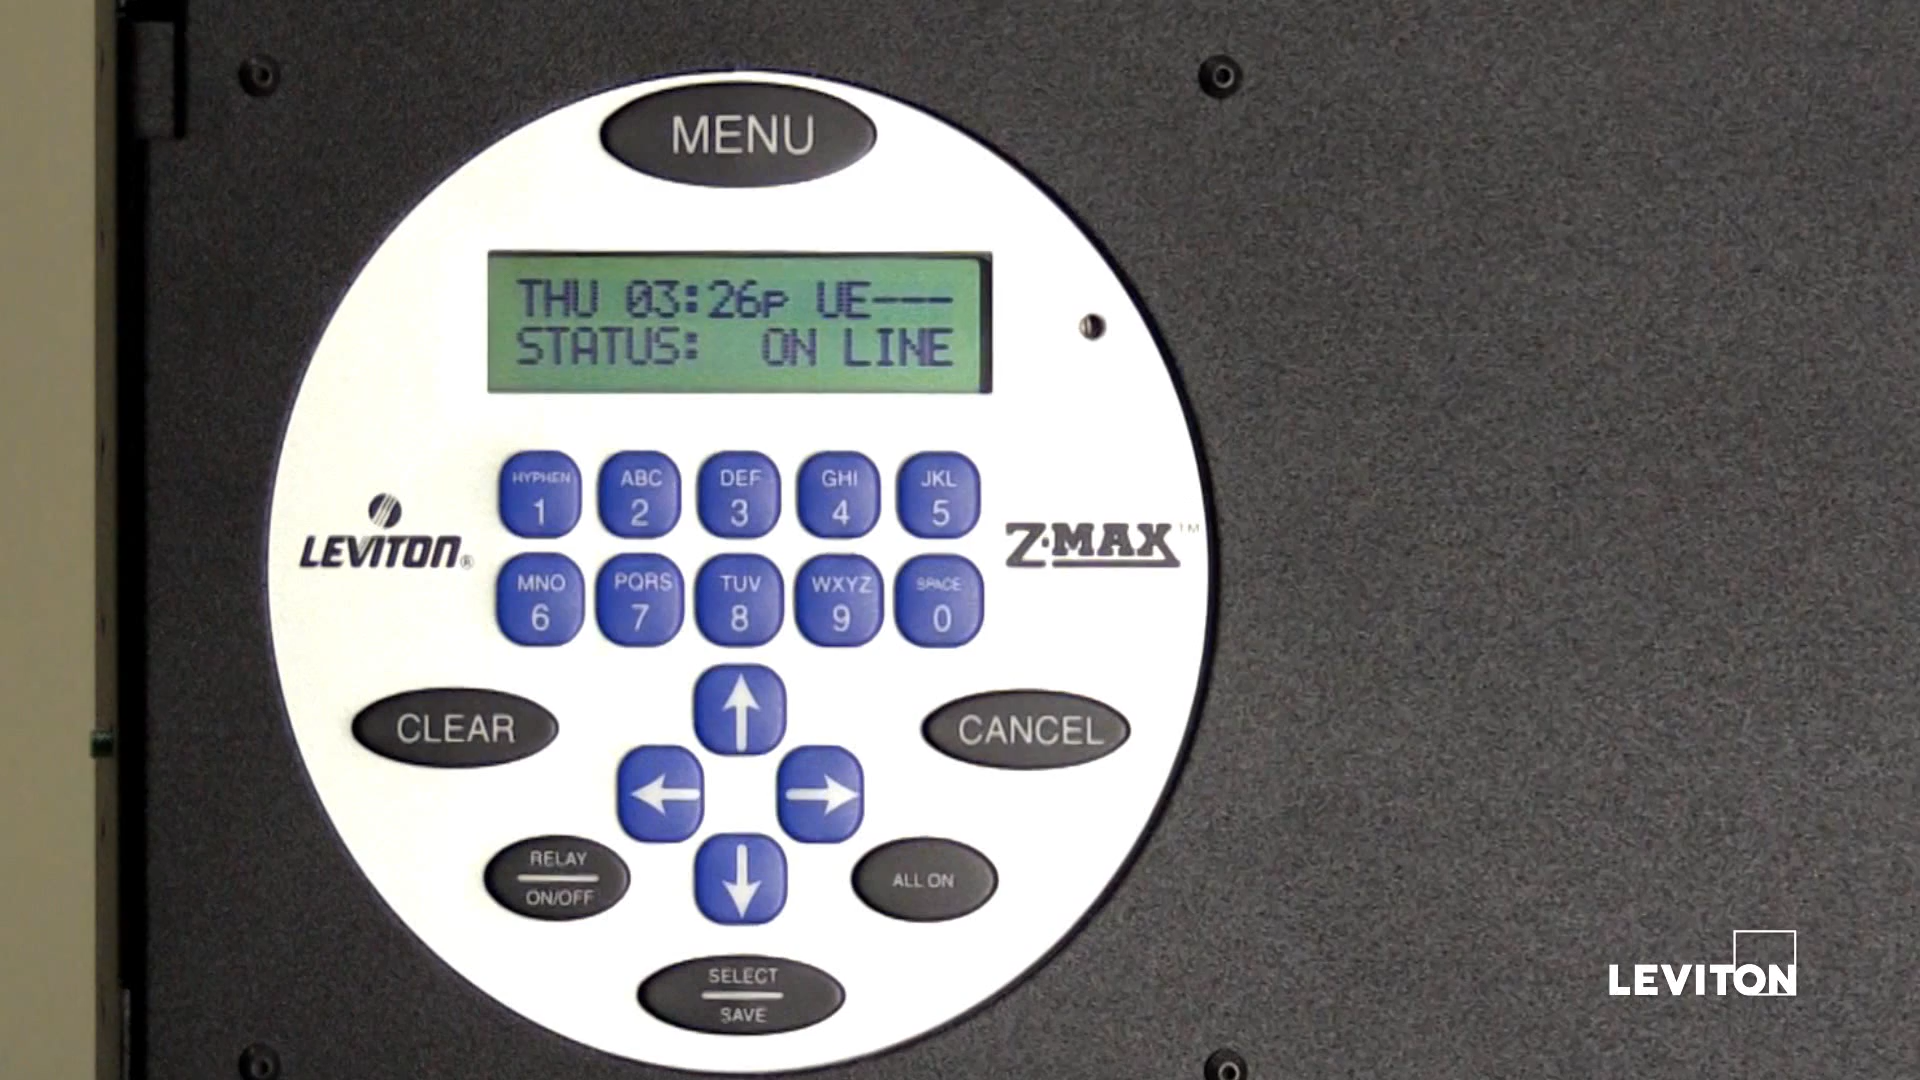 MENU
THU 03:26P UE---
STATUS: ON LINE
HYPHEN 1
ABC 2
DEF 3
GHI 4
JKL 5
LEVITON®
Z·MAX™
MNO 6
PQRS 7
TUV 8
WXYZ 9
SPACE 0
CLEAR
CANCEL
RELAY
ON/OFF
ALL ON
SELECT
SAVE
LEVITON